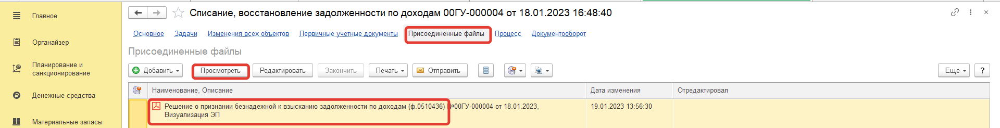 Главное
Органайзер
Планирование и
санкционирование
Денежные средства
Материальные запасы
Списание, восстановление задолженности по доходам 00ГУ-000004 от 18.01.2023 16:48:40
Основное Задачи Изменения всех объектов Первичные учетные документы Присоединенные файлы Процесс Документооборот
Присоединенные файлы
Добавить Просмотреть Редактировать Закончить Печать Отправить Еще ?
Наименование, Описание Дата изменения Отредактировал
Решение о признании безнадежной к взысканию задолженности по доходам (ф.0510436) №00ГУ-000004 от 18.01.2023, 19.01.2023 13:56:30
Визуализация ЭП